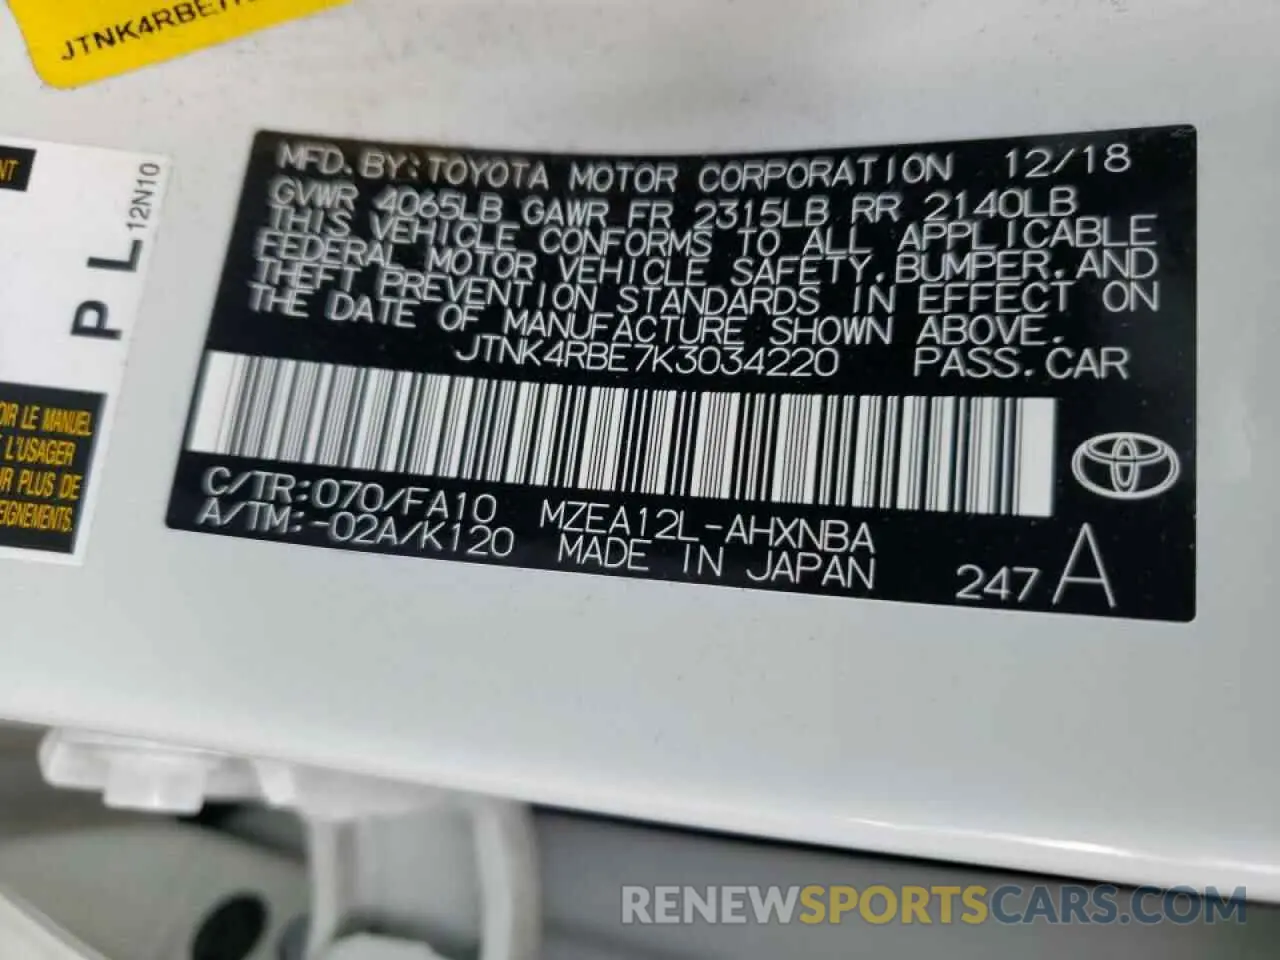 JTNK4RBE7K
NT
12N10
P L
OIR LE MANUEL
L'USAGER
UR PLUS DE
EIGNEMENTS.
MFD. BY: TOYOTA MOTOR CORPORATION 12/18
GVWR 4065LB GAWR FR 2315LB RR 2140LB
THIS VEHICLE CONFORMS TO ALL APPLICABLE
FEDERAL MOTOR VEHICLE SAFETY, BUMPER, AND
THEFT PREVENTION STANDARDS IN EFFECT ON
THE DATE OF MANUFACTURE SHOWN ABOVE.
JTNK4RBE7K3034220 PASS. CAR
C/TR:070/FA10 MZEA12L-AHXNBA
A/TM:-02A/K120 MADE IN JAPAN 247 A
RENEWSPORTSCARS.COM